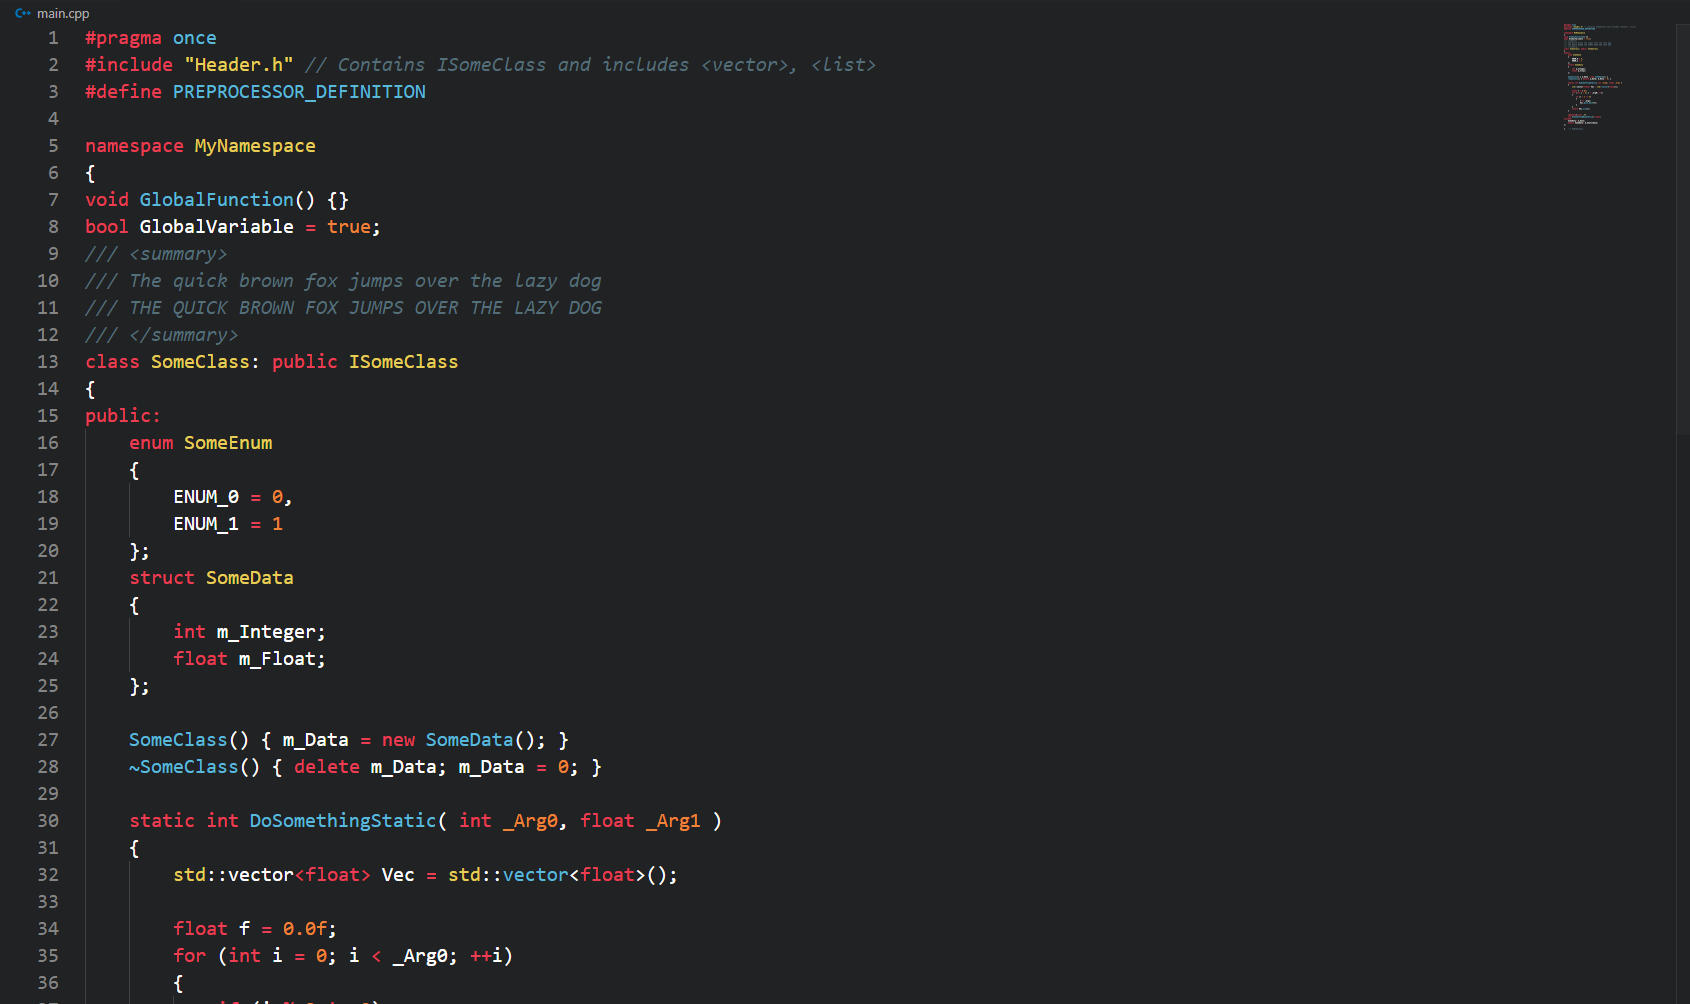 main.cpp
1 #pragma once
2 #include "Header.h" // Contains ISomeClass and includes <vector>, <list>
3 #define PREPROCESSOR_DEFINITION
4
5 namespace MyNamespace
6 {
7 void GlobalFunction() {}
8 bool GlobalVariable = true;
9 /// <summary>
10 /// The quick brown fox jumps over the lazy dog
11 /// THE QUICK BROWN FOX JUMPS OVER THE LAZY DOG
12 /// </summary>
13 class SomeClass: public ISomeClass
14 {
15 public:
16     enum SomeEnum
17     {
18         ENUM_0 = 0,
19         ENUM_1 = 1
20     };
21     struct SomeData
22     {
23         int m_Integer;
24         float m_Float;
25     };
26
27     SomeClass() { m_Data = new SomeData(); }
28     ~SomeClass() { delete m_Data; m_Data = 0; }
29
30     static int DoSomethingStatic( int _Arg0, float _Arg1 )
31     {
32         std::vector<float> Vec = std::vector<float>();
33
34         float f = 0.0f;
35         for (int i = 0; i < _Arg0; ++i)
36         {